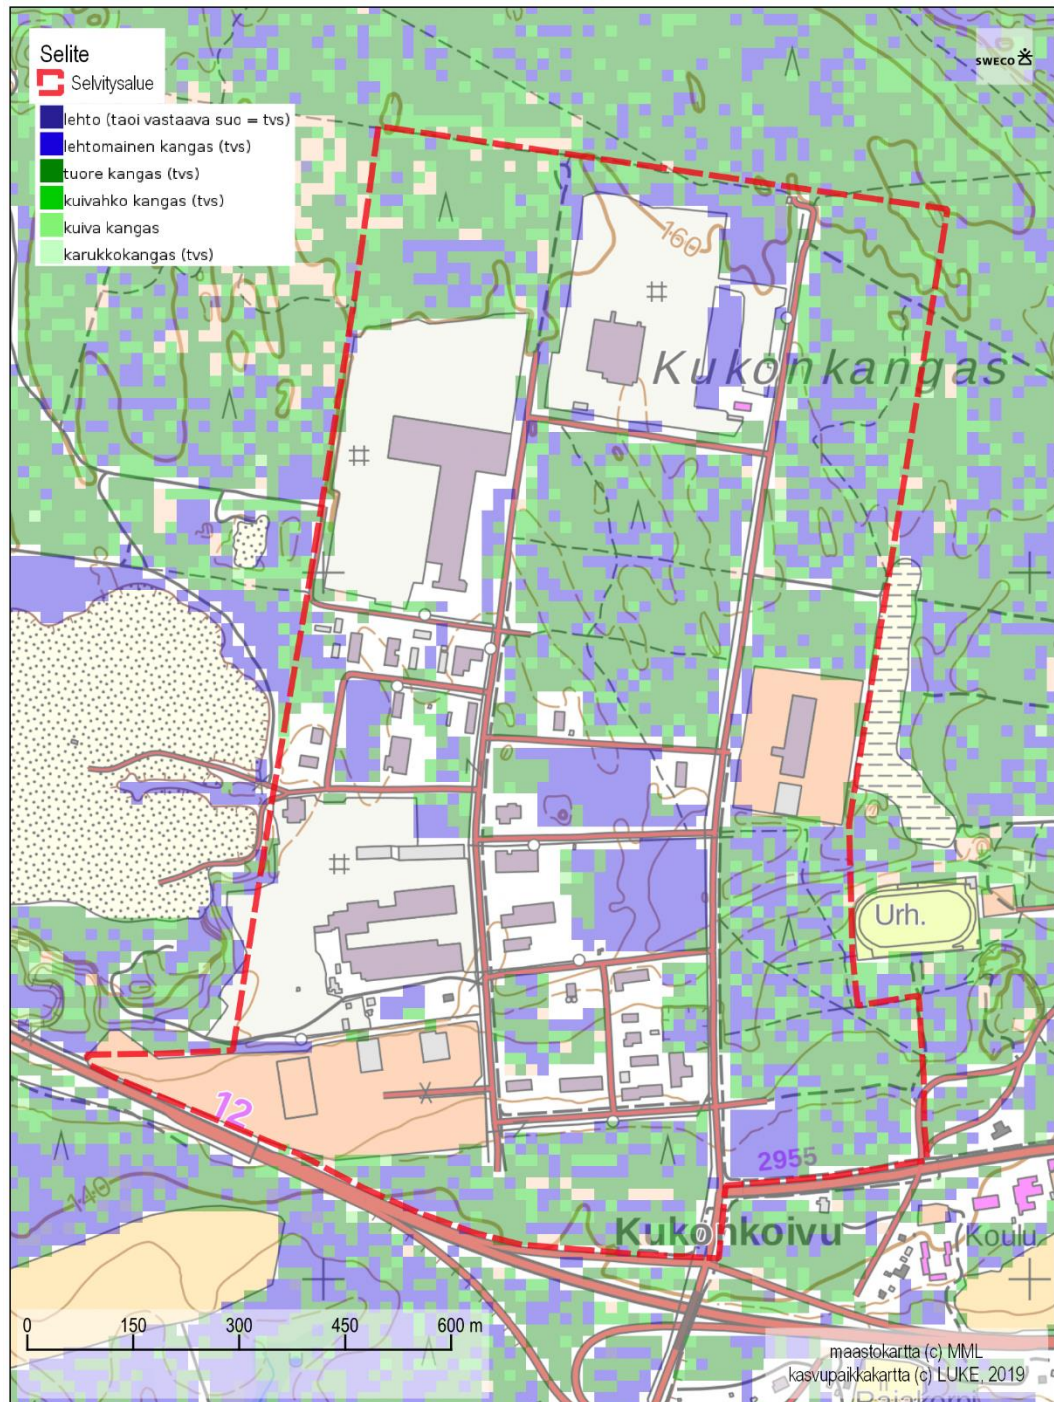 Selite
Selvitysalue
lehto (taoi vastaava suo = tvs)
lehtomainen kangas (tvs)
tuore kangas (tvs)
kuivahko kangas (tvs)
kuiva kangas
karukkokangas (tvs)
SWECO
160
Kukonkangas
Urh.
12
2955
140
Kukonkoivu
Koulu
0 150 300 450 600 m
maastokartta (c) MML
kasvupaikkakartta (c) LUKE, 2019